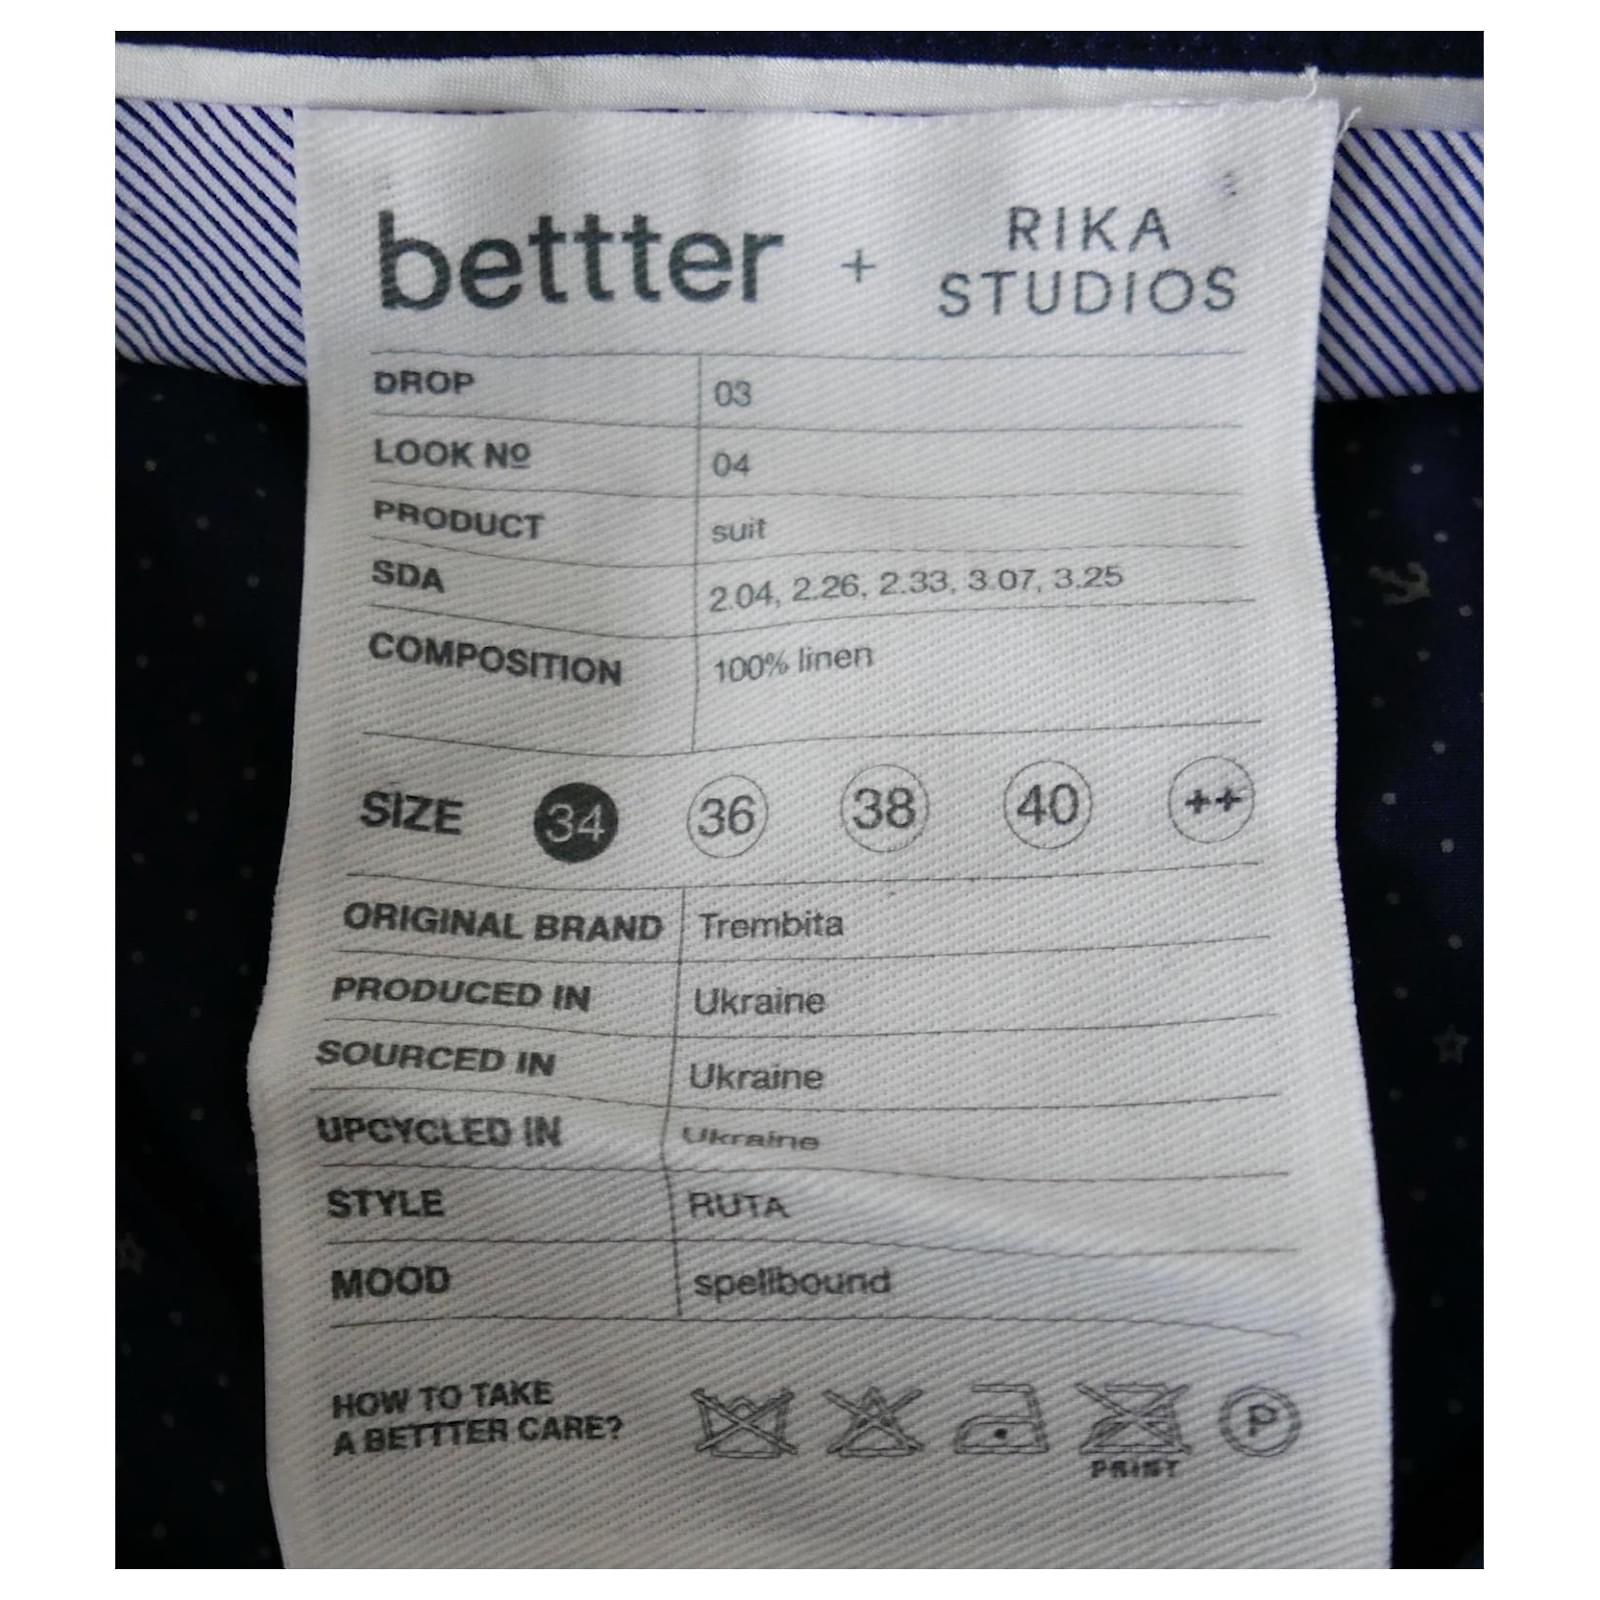 bettter + RIKA STUDIOS
DROP 03
LOOK Nº 04
PRODUCT suit
SDA 2.04, 2.26, 2.33, 3.07, 3.25
COMPOSITION 100% linen
SIZE 34 36 38 40 ++
ORIGINAL BRAND Trembita
PRODUCED IN Ukraine
SOURCED IN Ukraine
UPCYCLED IN Ukraine
STYLE RUTA
MOOD spellbound
HOW TO TAKE
A BETTTER CARE?
PRINT
P